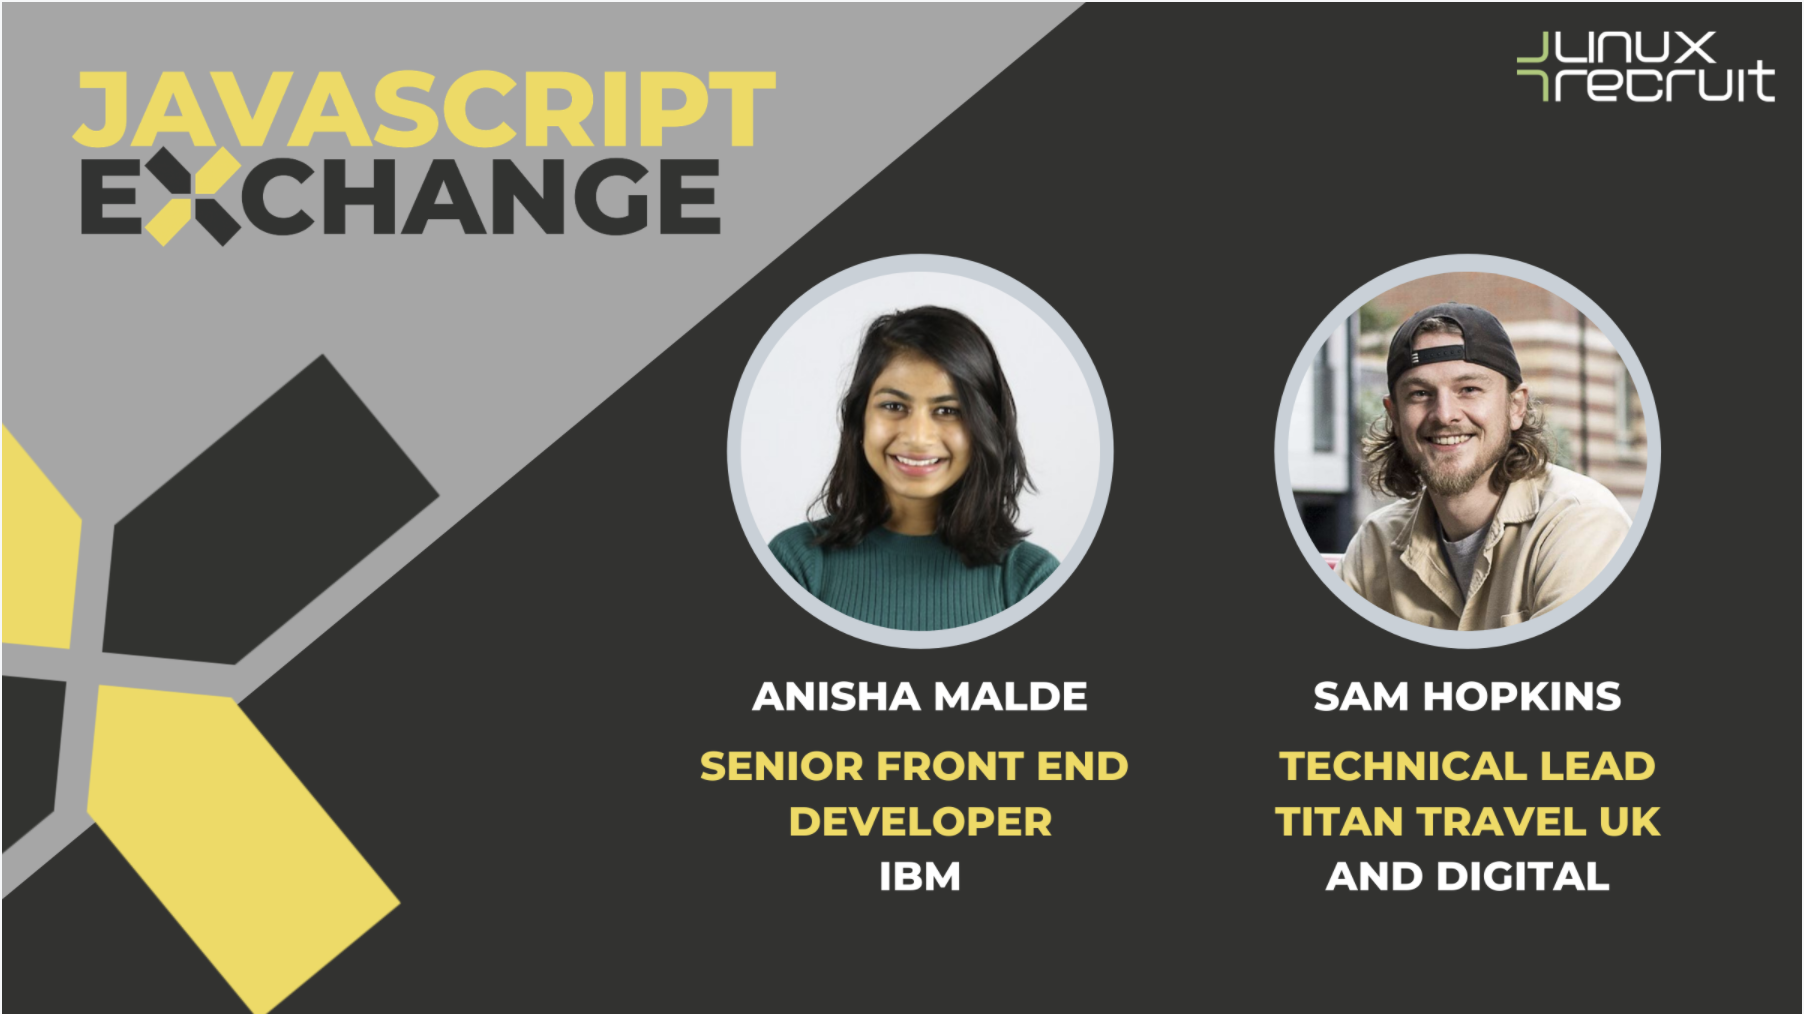 JAVASCRIPT
EXCHANGE
LINUX
recruit
ANISHA MALDE
SENIOR FRONT END
DEVELOPER
IBM
SAM HOPKINS
TECHNICAL LEAD
TITAN TRAVEL UK
AND DIGITAL